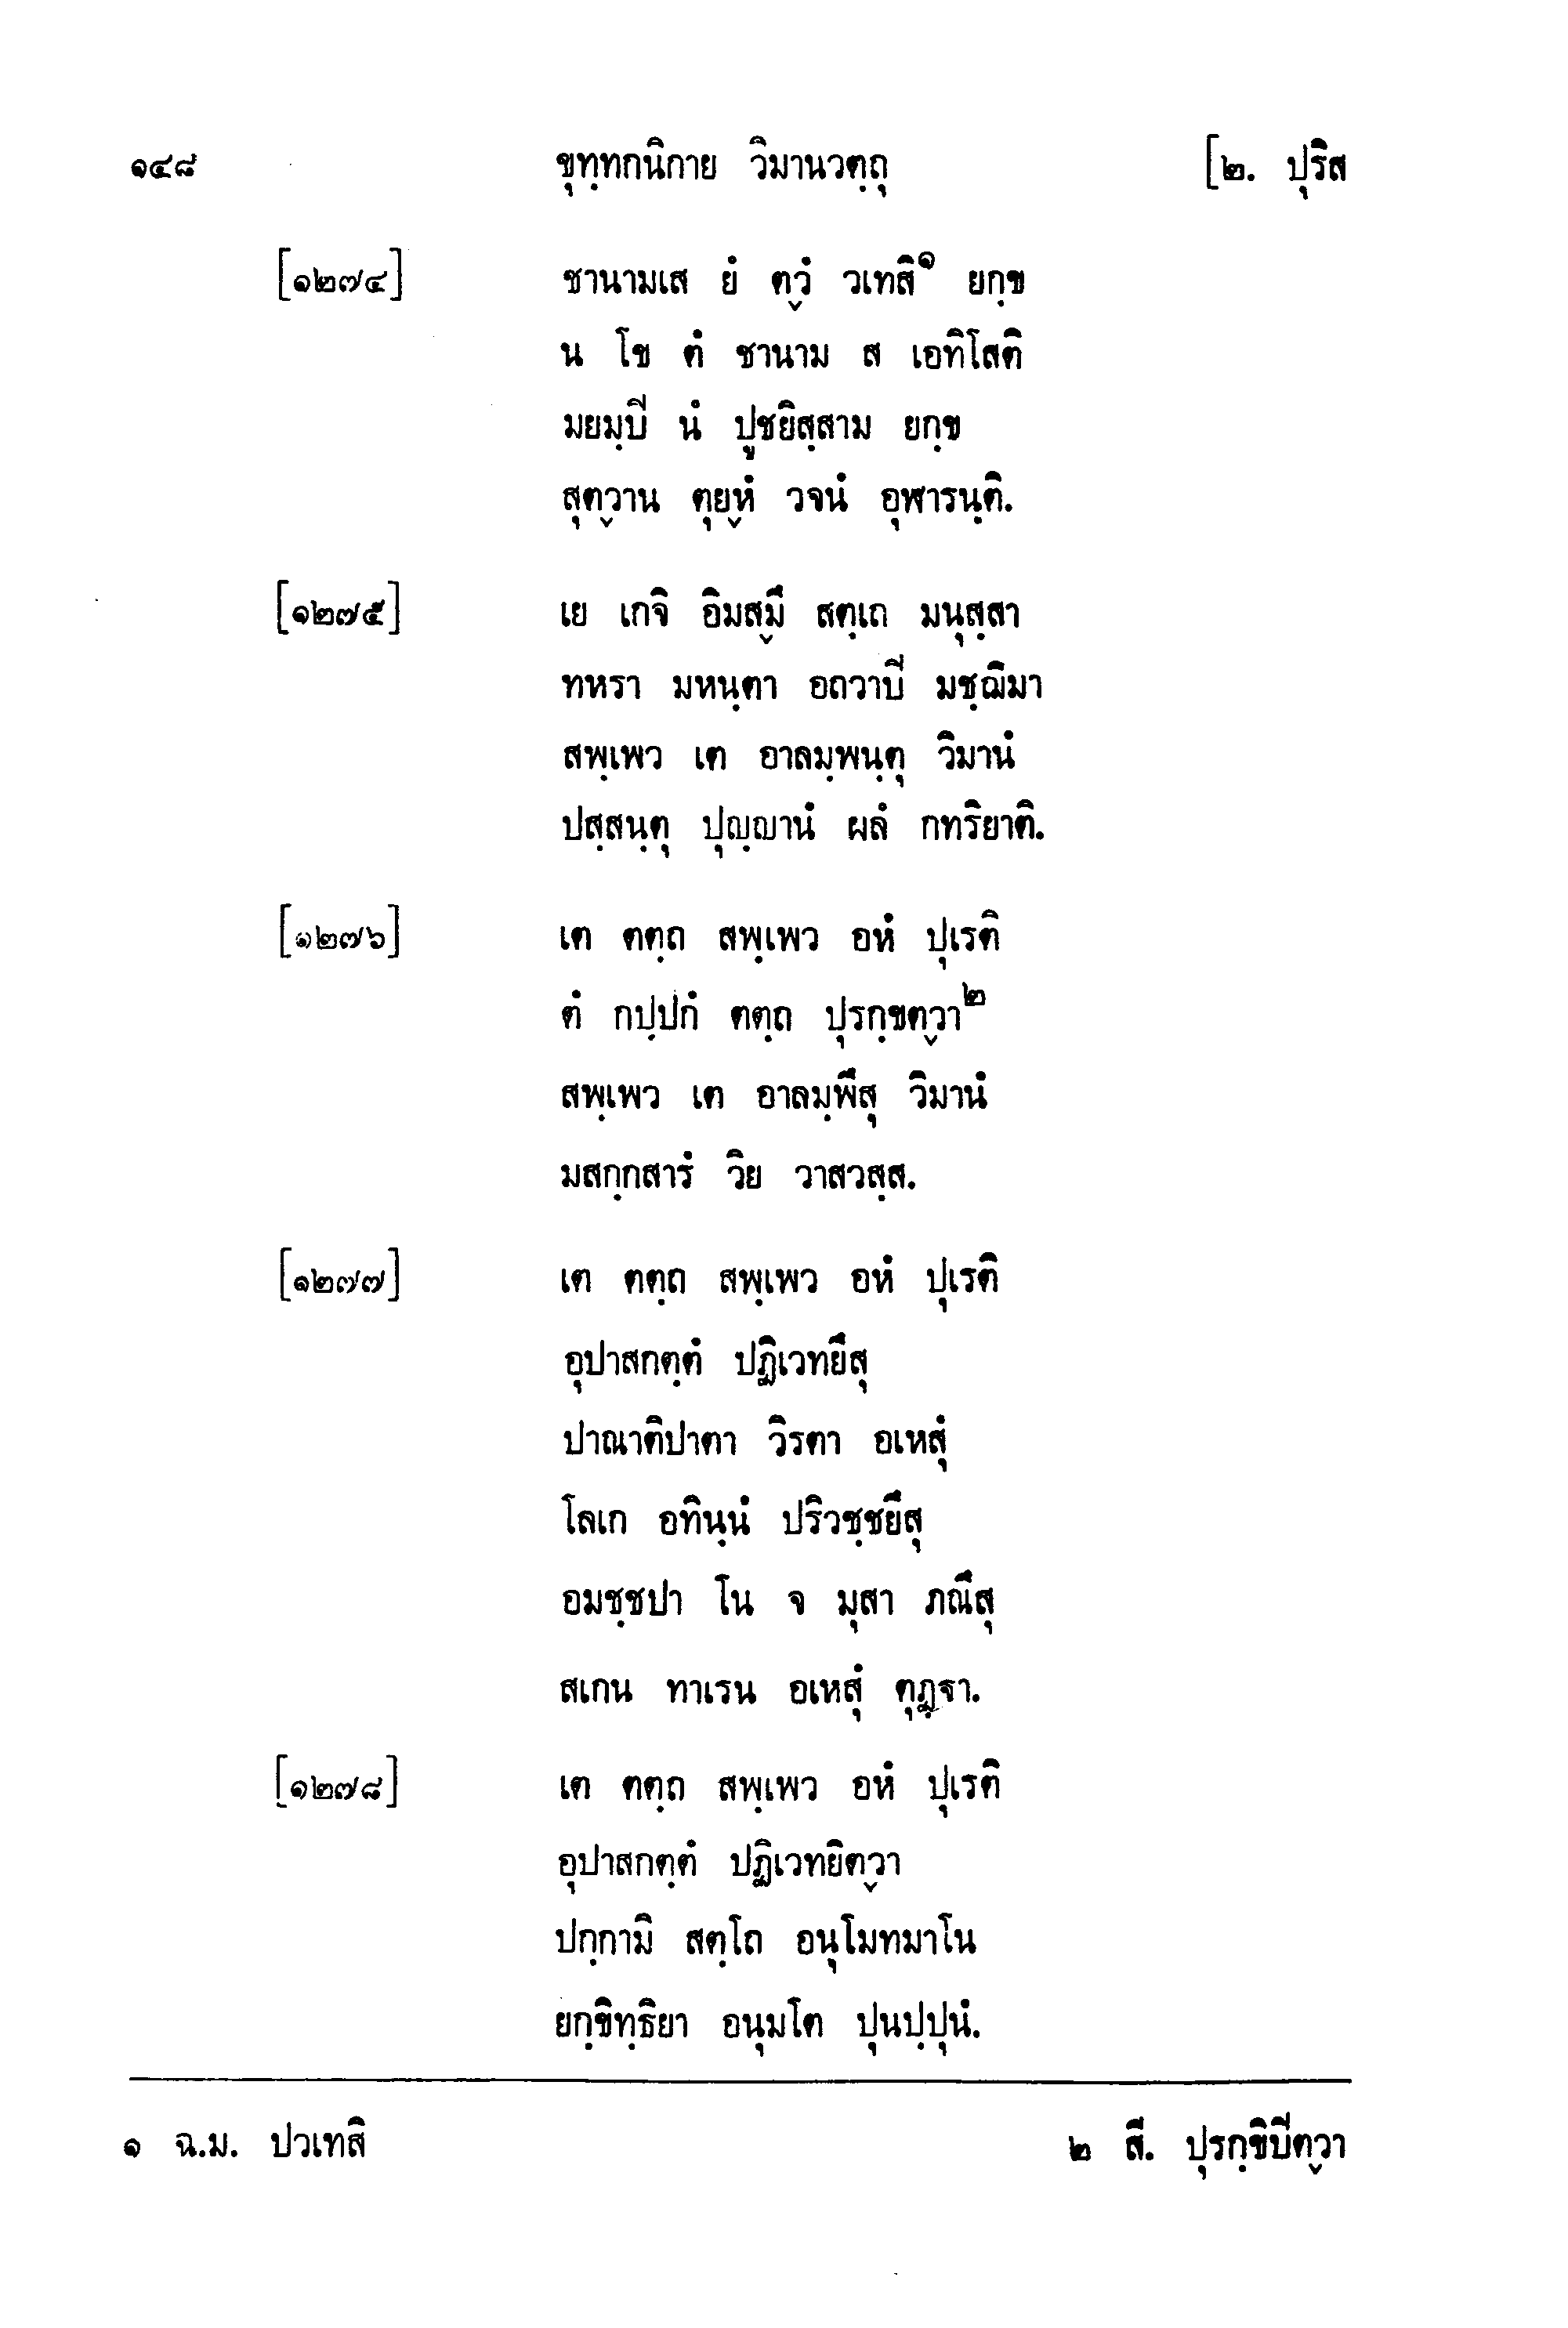 ๑๔๘ ขุทฺทกนิกาย วิมานวตฺถุ [๒. ปุริส
[๑๒๗๔] ชานามเส ยํ ตฺวํ วเทสิ๑ ยกฺข
น โข ตํ ชานาม ส เอทิโสติ
มยมฺปิ นํ ปูชยิสฺสาม ยกฺข
สุตฺวาน ตุยฺหํ วจนํ อุฬารนฺติ.
[๑๒๗๕] เย เกจิ อิมสฺมึ สตฺเถ มนุสฺสา
ทหรา มหนฺตา อถวาปิ มชฺฌิมา
สพฺเพว เต อาลมฺพนฺตุ วิมานํ
ปสฺสนฺตุ ปุญฺญานํ ผลํ กทริยาติ.
[๑๒๗๖] เต ตตฺถ สพฺเพว อหํ ปุเรติ
ตํ กปฺปกํ ตตฺถ ปุรกฺขตฺวา๒
สพฺเพว เต อาลมฺพึสุ วิมานํ
มสกฺกสารํ วิย วาสวสฺส.
[๑๒๗๗] เต ตตฺถ สพฺเพว อหํ ปุเรติ
อุปาสกตฺตํ ปฏิเวทยึสุ
ปาณาติปาตา วิรตา อเหสุํ
โลเก อทินฺนํ ปริวชฺชยึสุ
อมชฺชปา โน จ มุสา ภณึสุ
สเกน ทาเรน อเหสุํ ตุฏฺฐา.
[๑๒๗๘] เต ตตฺถ สพฺเพว อหํ ปุเรติ
อุปาสกตฺตํ ปฏิเวทยิตฺวา
ปกฺกามิ สตฺโถ อนุโมทมาโน
ยกฺขิทฺธิยา อนุมโต ปุนปฺปุนํ.
๑ ฉ.ม. ปวเทสิ ๒ สี. ปุรกฺขิปิตฺวา